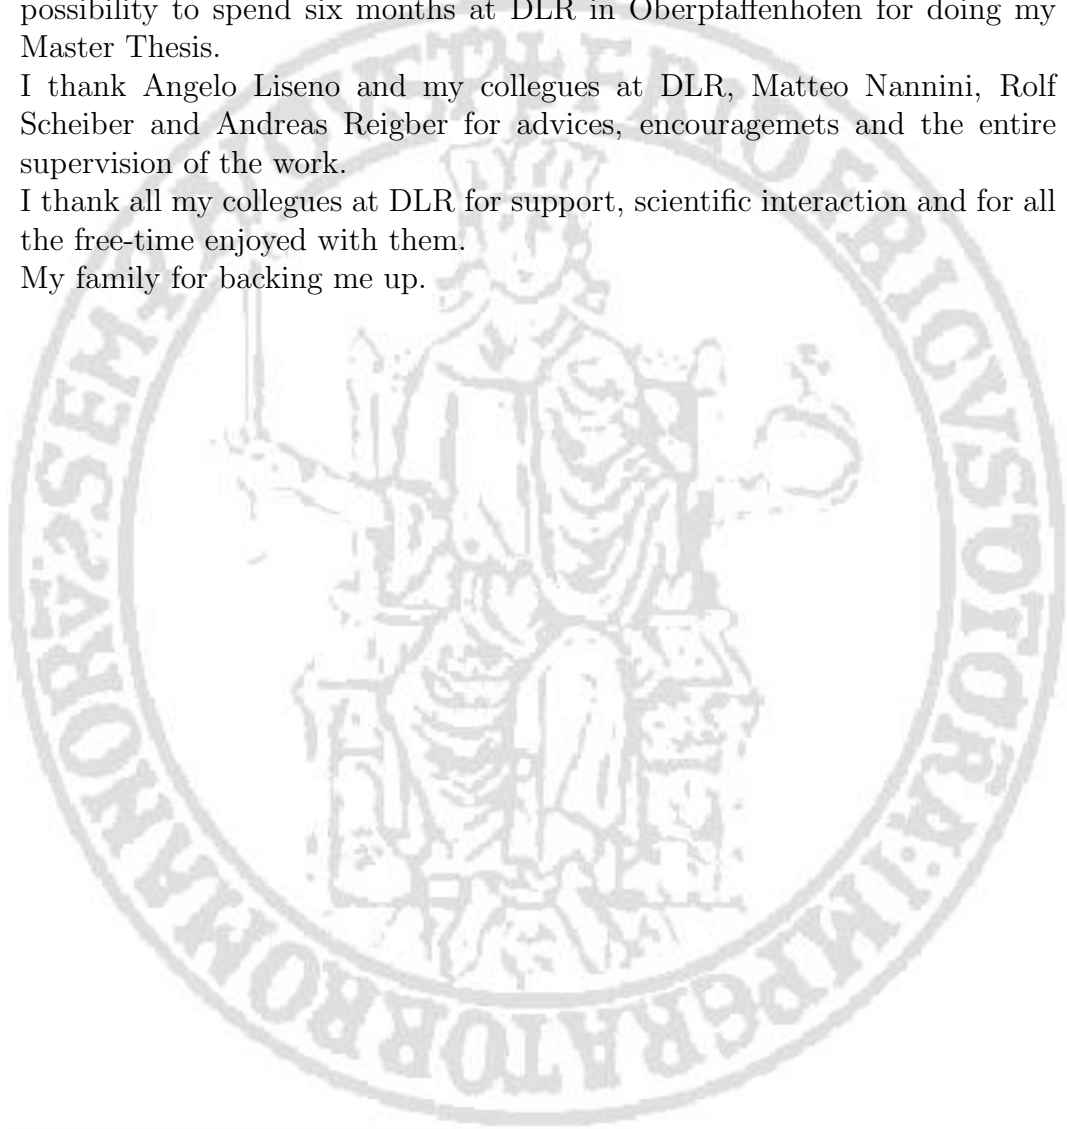 possibility to spend six months at DLR in Oberpfaffenhofen for doing my
Master Thesis.
I thank Angelo Liseno and my collegues at DLR, Matteo Nannini, Rolf
Scheiber and Andreas Reigber for advices, encouragemets and the entire
supervision of the work.
I thank all my collegues at DLR for support, scientific interaction and for all
the free-time enjoyed with them.
My family for backing me up.